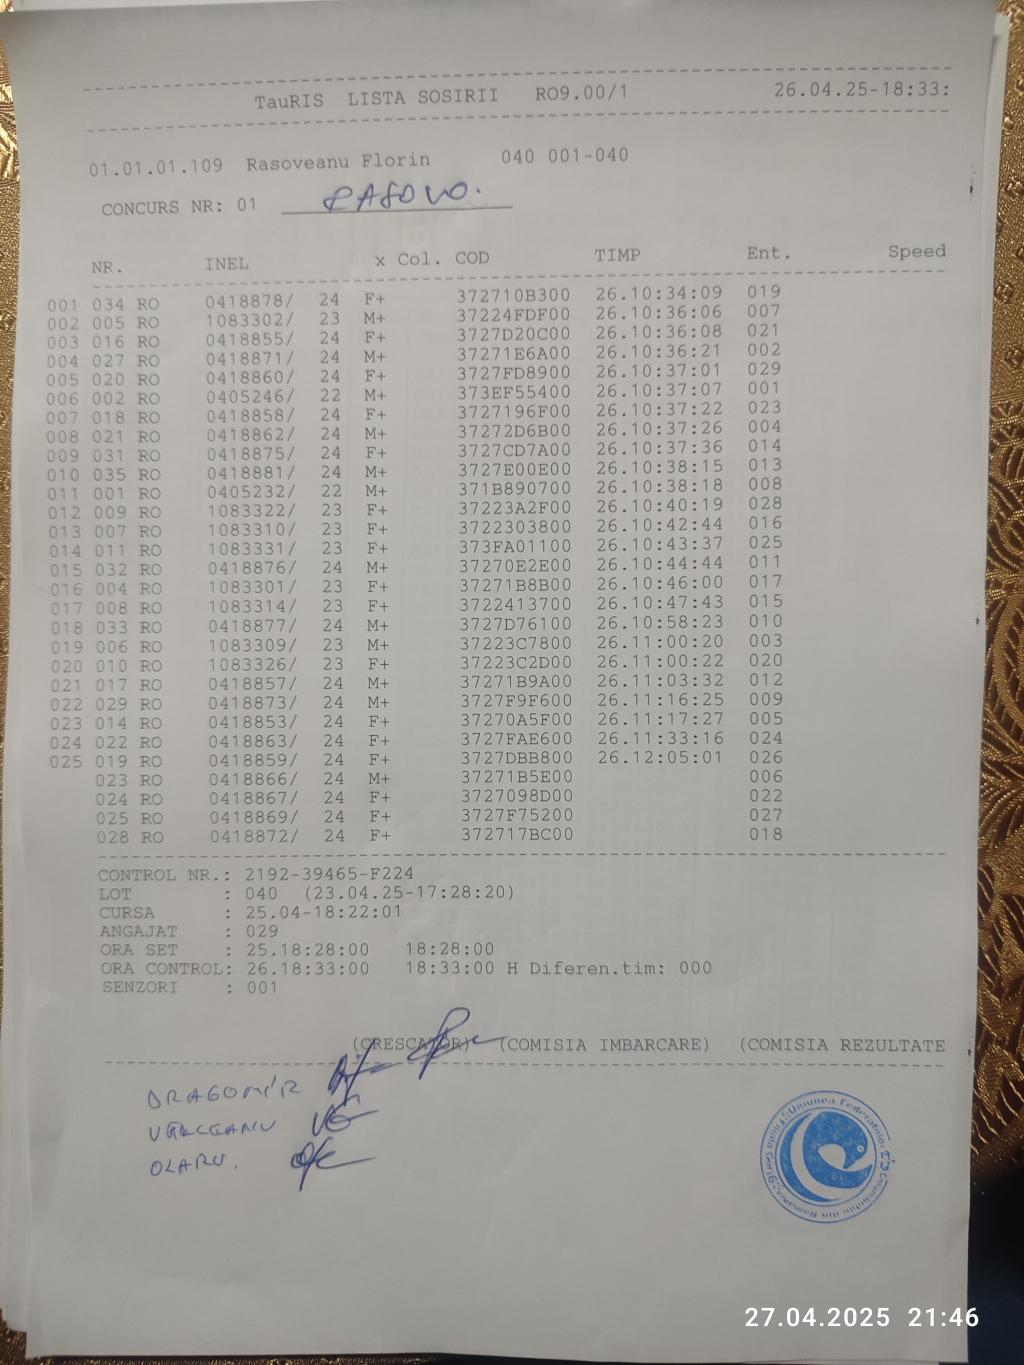 TauRIS LISTA SOSIRII RO9.00/1 26.04.25-18:33:
01.01.01.109 Rasoveanu Florin 040 001-040
CONCURS NR: 01 RASOVO.
NR. INEL x Col. COD TIMP Ent. Speed
001 034 RO 0418878/ 24 F+ 372710B300 26.10:34:09 019
002 005 RO 1083302/ 23 M+ 37224FDF00 26.10:36:06 007
003 016 RO 0418855/ 24 F+ 3727D20C00 26.10:36:08 021
004 027 RO 0418871/ 24 M+ 37271E6A00 26.10:36:21 002
005 020 RO 0418860/ 24 F+ 3727FD8900 26.10:37:01 029
006 002 RO 0405246/ 22 M+ 373EF55400 26.10:37:07 001
007 018 RO 0418858/ 24 F+ 3727196F00 26.10:37:22 023
008 021 RO 0418862/ 24 M+ 37272D6B00 26.10:37:26 004
009 031 RO 0418875/ 24 F+ 3727CD7A00 26.10:37:36 014
010 035 RO 0418881/ 24 M+ 3727E00E00 26.10:38:15 013
011 001 RO 0405232/ 22 M+ 371B890700 26.10:38:18 008
012 009 RO 1083322/ 23 F+ 37223A2F00 26.10:40:19 028
013 007 RO 1083310/ 23 F+ 3722303800 26.10:42:44 016
014 011 RO 1083331/ 23 F+ 373FA01100 26.10:43:37 025
015 032 RO 0418876/ 24 M+ 37270E2E00 26.10:44:44 011
016 004 RO 1083301/ 23 F+ 37271B8B00 26.10:46:00 017
017 008 RO 1083314/ 23 F+ 3722413700 26.10:47:43 015
018 033 RO 0418877/ 24 M+ 3727D76100 26.10:58:23 010
019 006 RO 1083309/ 23 M+ 37223C7800 26.11:00:20 003
020 010 RO 1083326/ 23 F+ 37223C2D00 26.11:00:22 020
021 017 RO 0418857/ 24 M+ 37271B9A00 26.11:03:32 012
022 029 RO 0418873/ 24 M+ 3727F9F600 26.11:16:25 009
023 014 RO 0418853/ 24 F+ 37270A5F00 26.11:17:27 005
024 022 RO 0418863/ 24 F+ 3727FAE600 26.11:33:16 024
025 019 RO 0418859/ 24 F+ 3727DBB800 26.12:05:01 026
023 RO 0418866/ 24 M+ 37271B5E00 006
024 RO 0418867/ 24 F+ 3727098D00 022
025 RO 0418869/ 24 F+ 3727F75200 027
028 RO 0418872/ 24 F+ 372717BC00 018
CONTROL NR.: 2192-39465-F224
LOT : 040 (23.04.25-17:28:20)
CURSA : 25.04-18:22:01
ANGAJAT : 029
ORA SET : 25.18:28:00 18:28:00
ORA CONTROL: 26.18:33:00 18:33:00 H Diferen.tim: 000
SENZORI : 001
(CRESCATOR) (COMISIA IMBARCARE) (COMISIA REZULTATE
DRAGOMIR
VÎLCEANU
OLARU.
Uniunea Federatiilor Columbofile din Romania
27.04.2025 21:46